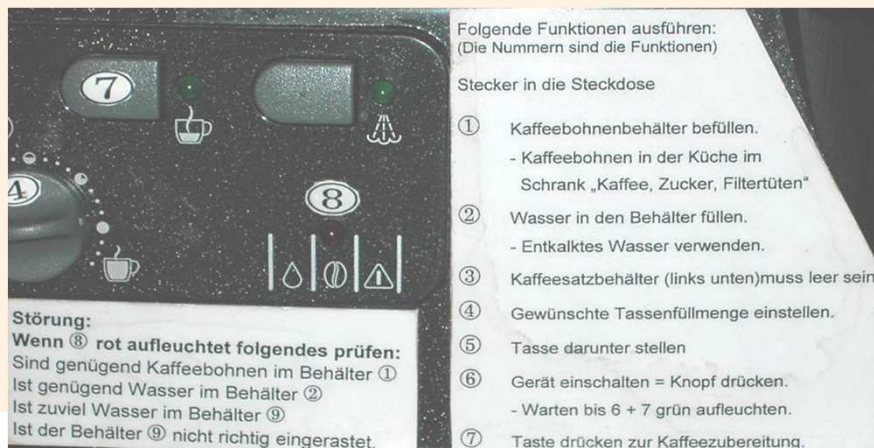 7
8
4
Störung:
Wenn ⑧ rot aufleuchtet folgendes prüfen:
Sind genügend Kaffeebohnen im Behälter ①
Ist genügend Wasser im Behälter ②
Ist zuviel Wasser im Behälter ⑨
Ist der Behälter ⑨ nicht richtig eingerastet.
Folgende Funktionen ausführen:
(Die Nummern sind die Funktionen)
Stecker in die Steckdose
① Kaffeebohnenbehälter befüllen.
- Kaffeebohnen in der Küche im
Schrank „Kaffee, Zucker, Filtertüten“
② Wasser in den Behälter füllen.
- Entkalktes Wasser verwenden.
③ Kaffeesatzbehälter (links unten)muss leer sein
④ Gewünschte Tassenfüllmenge einstellen.
⑤ Tasse darunter stellen
⑥ Gerät einschalten = Knopf drücken.
- Warten bis 6 + 7 grün aufleuchten.
⑦ Taste drücken zur Kaffeezubereitung.